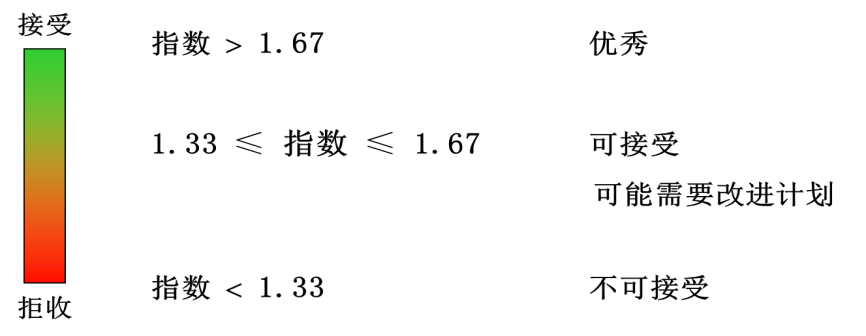 接受
指数 > 1.67 优秀
1.33 ≤ 指数 ≤ 1.67 可接受
可能需要改进计划
指数 < 1.33 不可接受
拒收